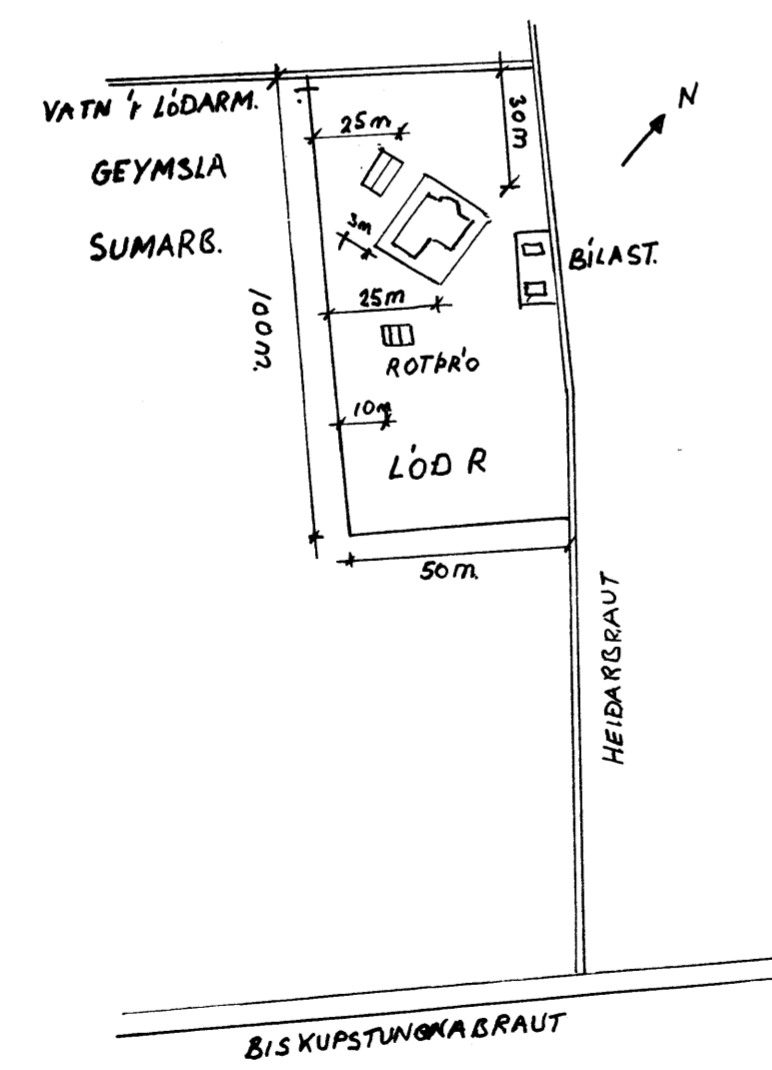 N
VATN Í LÓÐARM.
30m
25m
GEYMSLA
3m
SUMARB.
BÍLAST.
25m
100m.
ROTÞRÓ
10m
LÓÐ R
50m.
HEIÐARBRAUT
BISKUPSTUNGNABRAUT